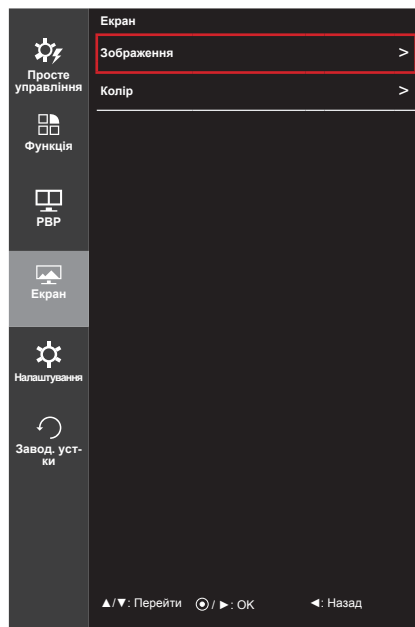 Екран
Зображення >
Колір >
Просте
управління
Функція
PBP
Екран
Налаштування
Завод. уст-
ки
▲/▼: Перейти ◉ / ►: OK ◄: Назад